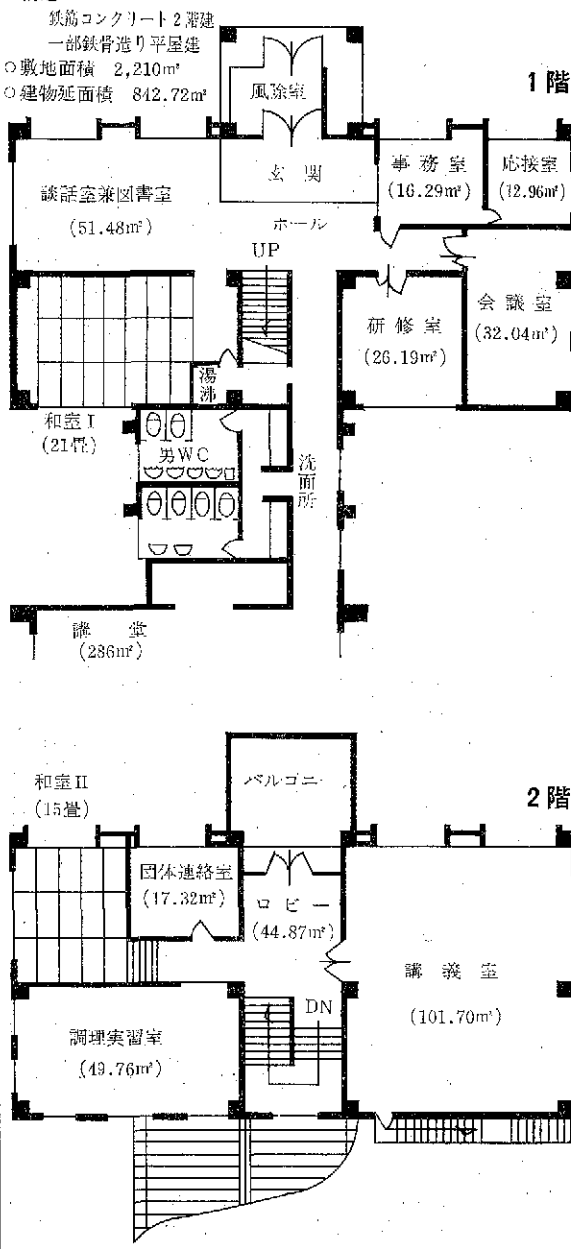 鉄筋コンクリート2階建
一部鉄骨造り平屋建
○敷地面積 2,210㎡
○建物延面積 842.72㎡
1階
風除室
玄関
談話室兼図書室
(51.48㎡)
事務室
(16.29㎡)
応接室
(12.96㎡)
ホール
UP
会議室
(32.04㎡)
研修室
(26.19㎡)
湯沸
和室I
(21畳)
男WC
洗面所
講堂
(286㎡)
2階
和室II
(15畳)
バルコニー
団体連絡室
(17.32㎡)
ロビー
(44.87㎡)
講義室
(101.70㎡)
DN
調理実習室
(49.76㎡)